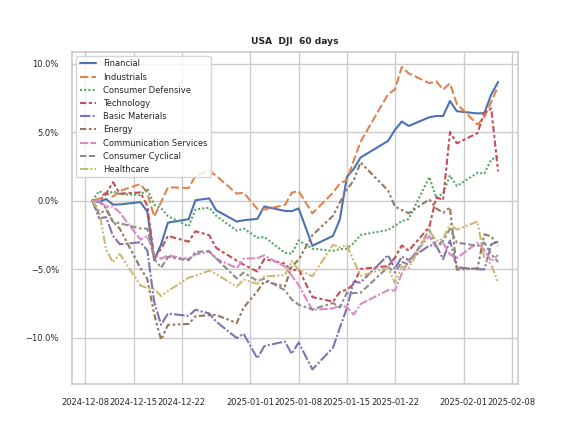 USA DJI 60 days
10.0%
5.0%
0.0%
−5.0%
−10.0%
Financial
Industrials
Consumer Defensive
Technology
Basic Materials
Energy
Communication Services
Consumer Cyclical
Healthcare
2024-12-08
2024-12-15
2024-12-22
2025-01-01
2025-01-08
2025-01-15
2025-01-22
2025-02-01
2025-02-08